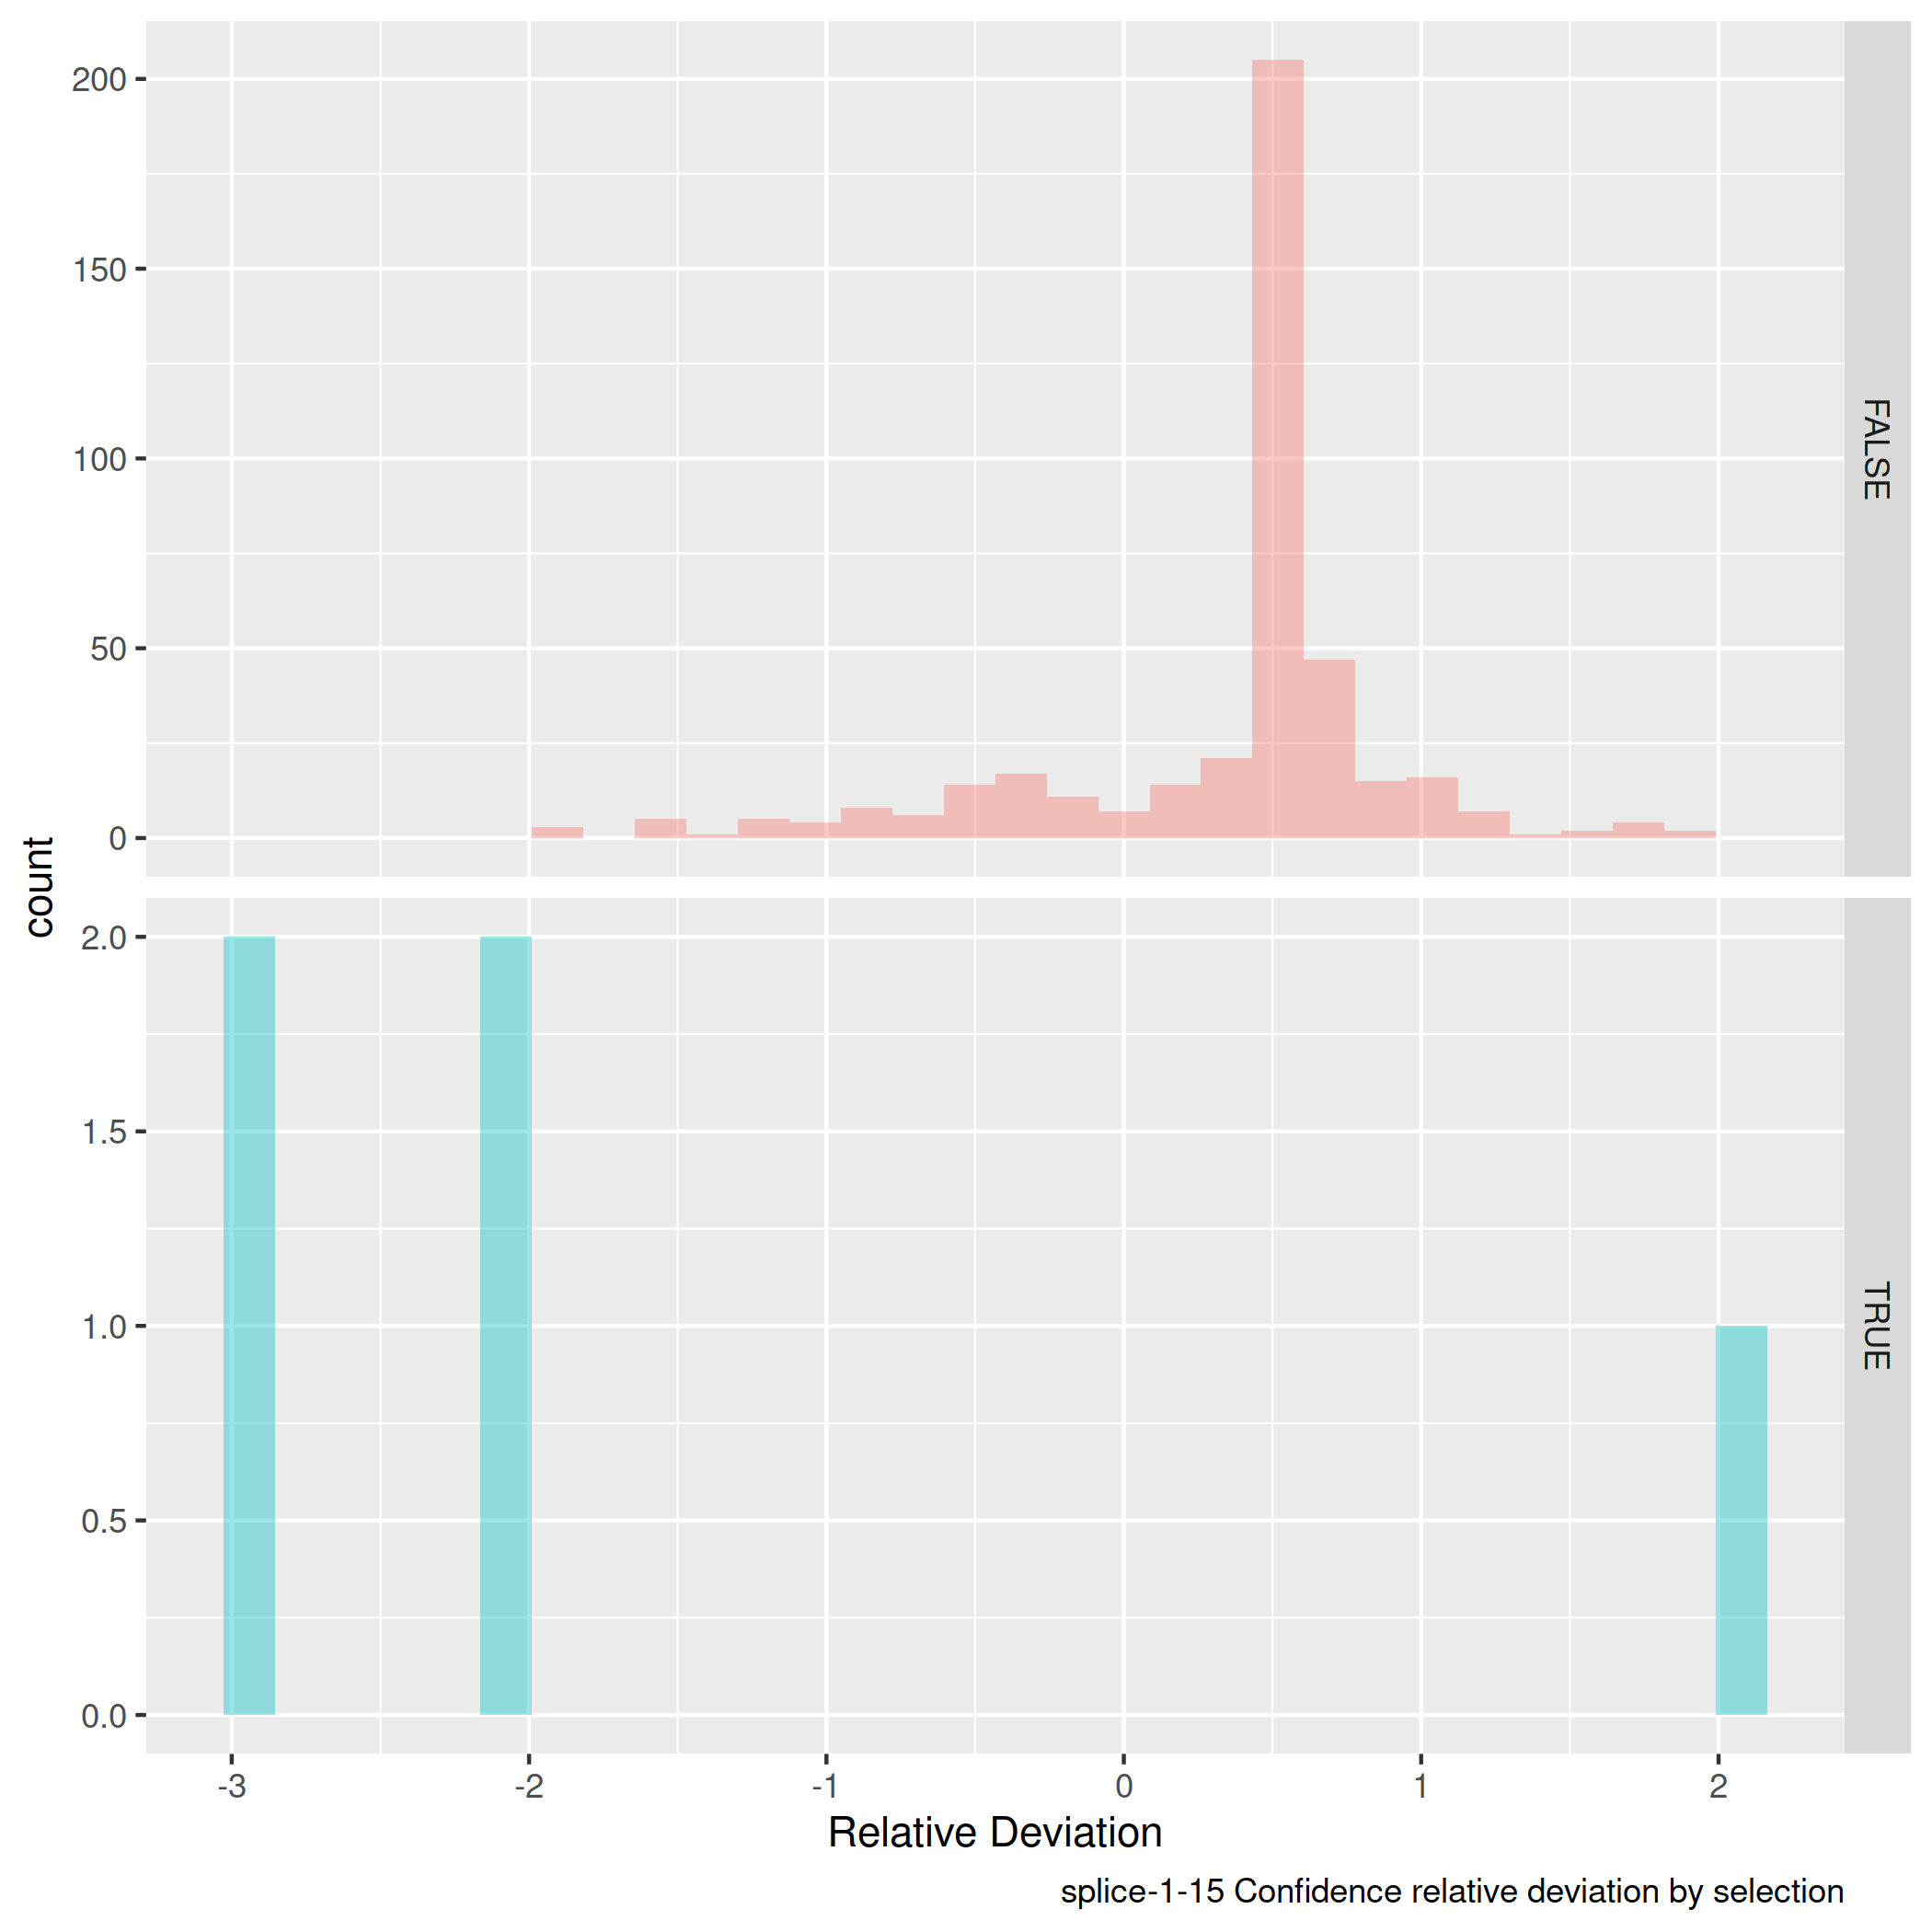 200
150
100
50
0
FALSE
count
2.0
1.5
1.0
0.5
0.0
TRUE
-3 -2 -1 0 1 2
Relative Deviation
splice-1-15 Confidence relative deviation by selection